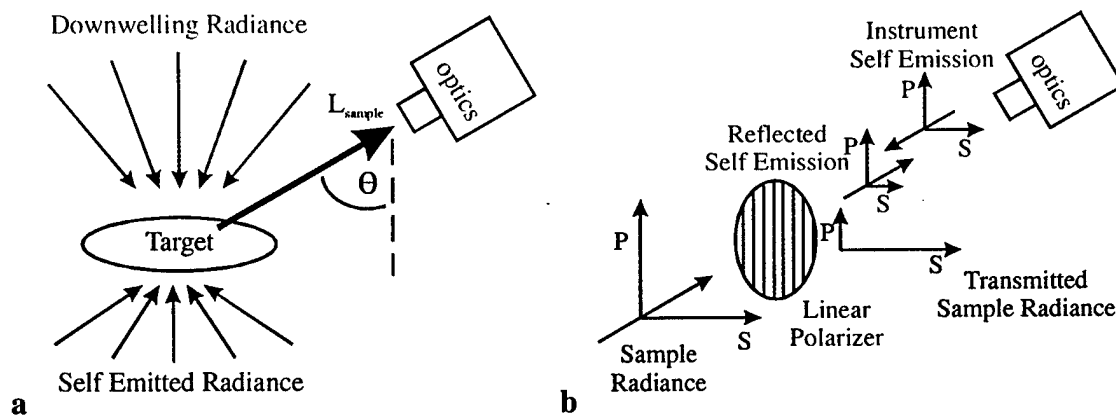 Downwelling Radiance
optics
L_sample
Θ
Target
Self Emitted Radiance
a
Instrument
Self Emission
optics
P
S
Reflected
Self Emission
P
S
P
S
Transmitted
Sample Radiance
Linear
Polarizer
P
S
Sample
Radiance
b